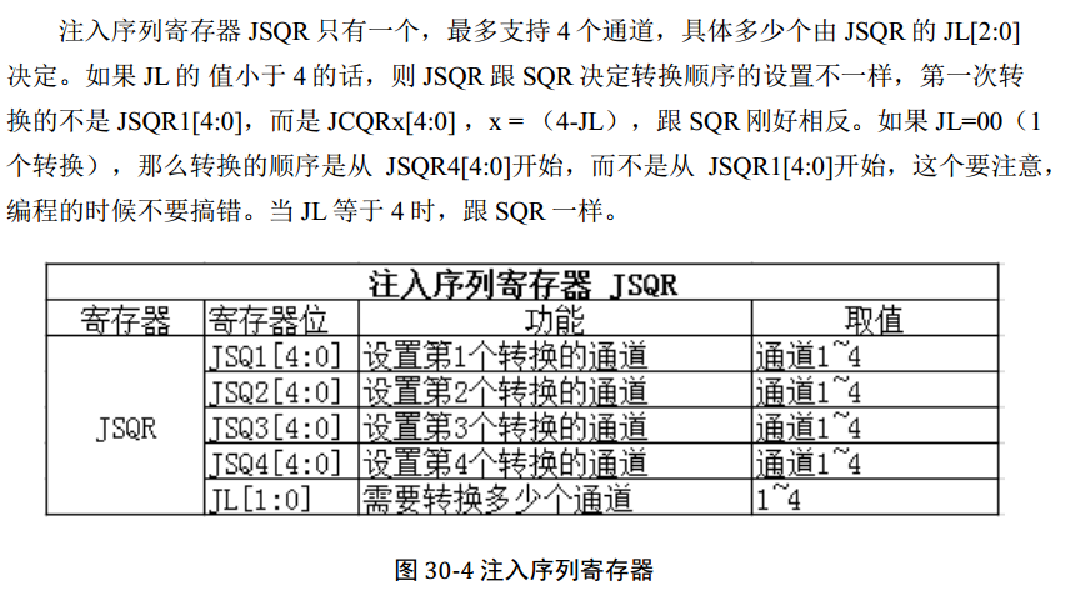 注入序列寄存器 JSQR 只有一个，最多支持 4 个通道，具体多少个由 JSQR 的 JL[2:0]
决定。如果 JL 的 值小于 4 的话，则 JSQR 跟 SQR 决定转换顺序的设置不一样，第一次转
换的不是 JSQR1[4:0]，而是 JCQRx[4:0] ，x = （4-JL），跟 SQR 刚好相反。如果 JL=00（1
个转换），那么转换的顺序是从 JSQR4[4:0]开始，而不是从 JSQR1[4:0]开始，这个要注意，
编程的时候不要搞错。当 JL 等于 4 时，跟 SQR 一样。
注入序列寄存器 JSQR
寄存器 寄存器位 功能 取值
JSQ1[4:0] 设置第1个转换的通道 通道1~4
JSQ2[4:0] 设置第2个转换的通道 通道1~4
JSQR JSQ3[4:0] 设置第3个转换的通道 通道1~4
JSQ4[4:0] 设置第4个转换的通道 通道1~4
JL[1:0] 需要转换多少个通道 1~4
图 30-4 注入序列寄存器